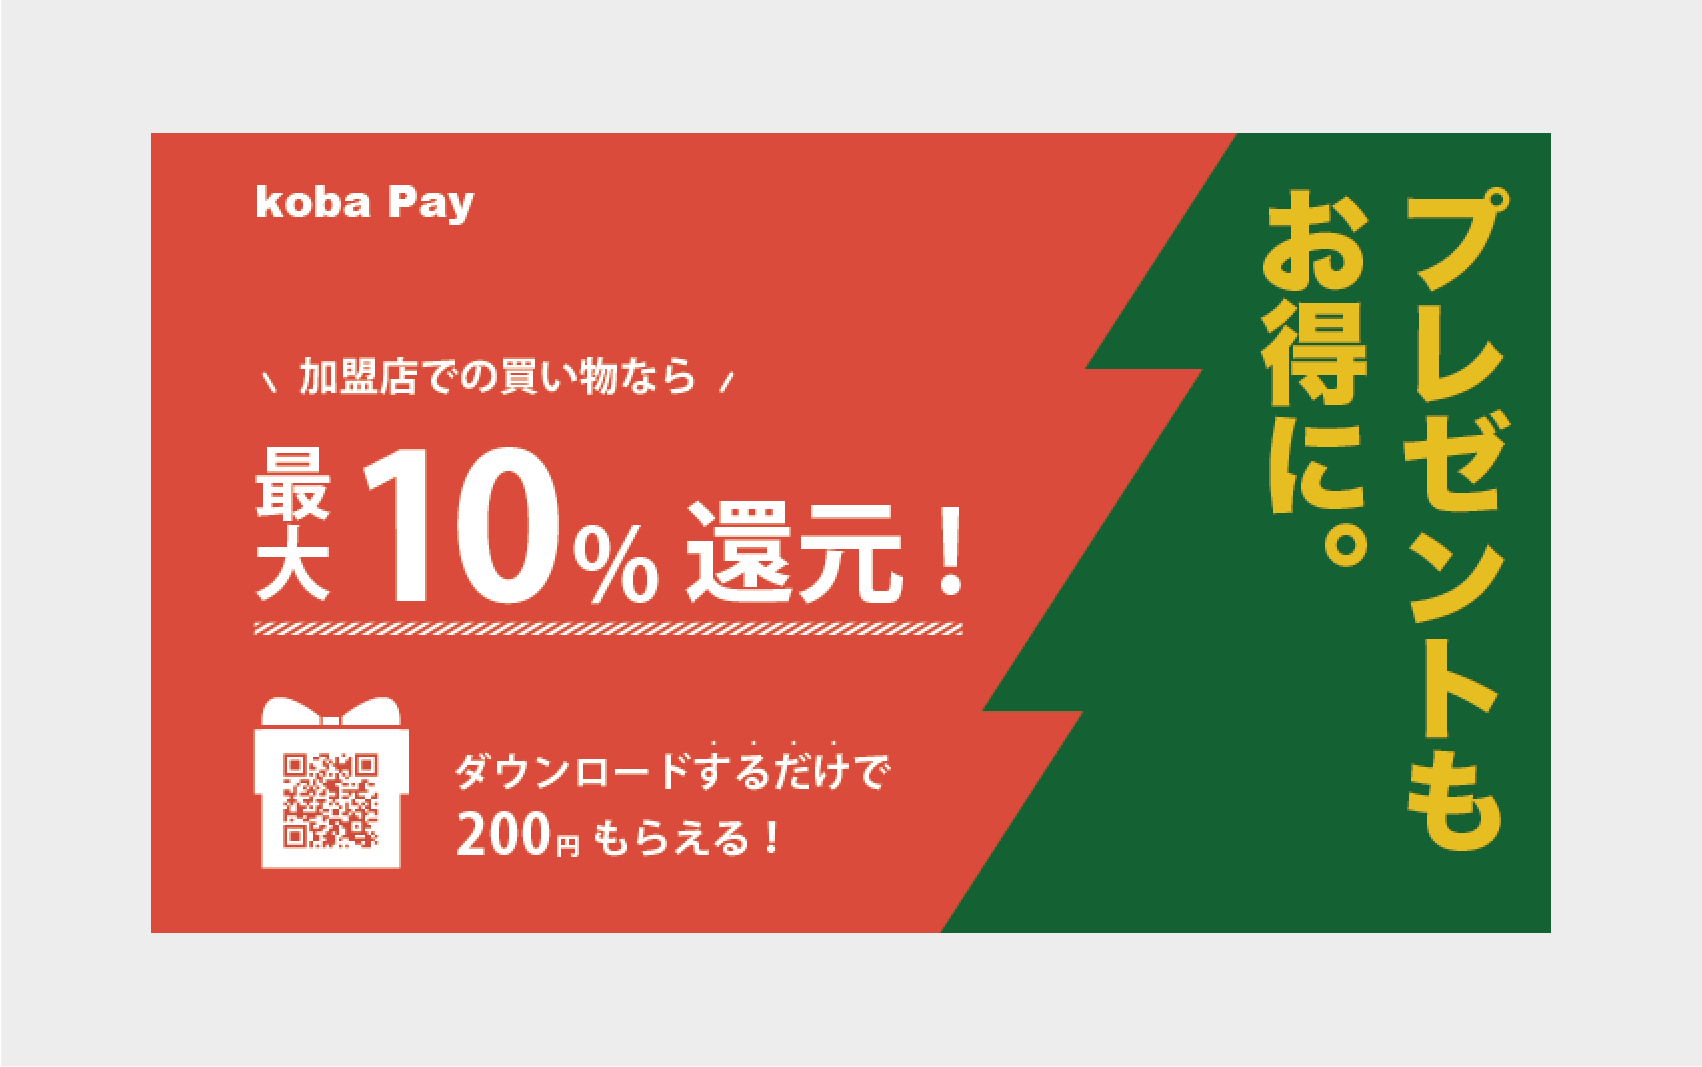 koba Pay
プレゼントも
お得に。
\ 加盟店での買い物なら /
最大10%還元！
ダウンロードするだけで
200円もらえる！